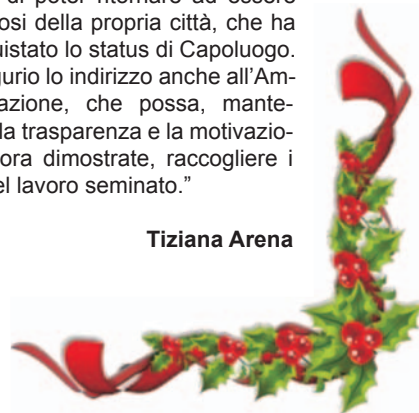 di poter ritornare ad essere
osi della propria città, che ha
uistato lo status di Capoluogo.
gurio lo indirizzo anche all’Am-
azione, che possa, mante-
la trasparenza e la motivazio-
ora dimostrate, raccogliere i
el lavoro seminato.”
Tiziana Arena